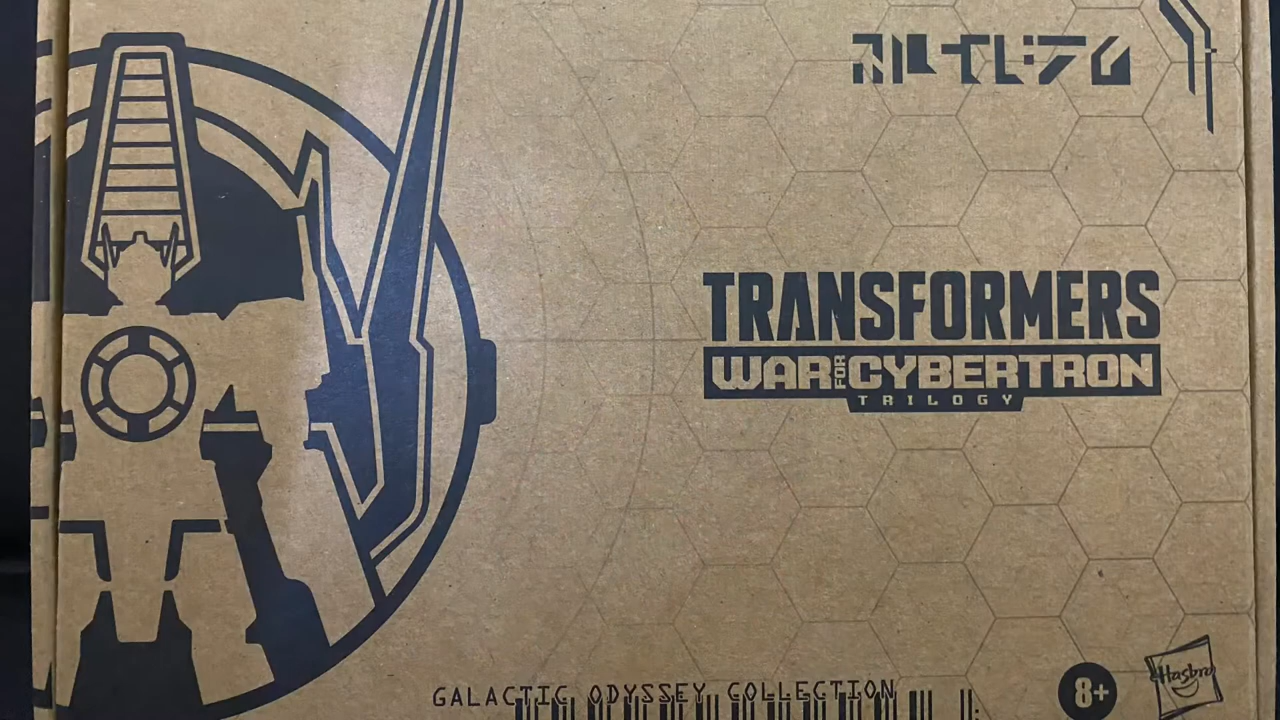 TRANSFORMERS
WAR FOR CYBERTRON
TRILOGY
GALACTIC ODYSSEY COLLECTION
8+
Hasbro